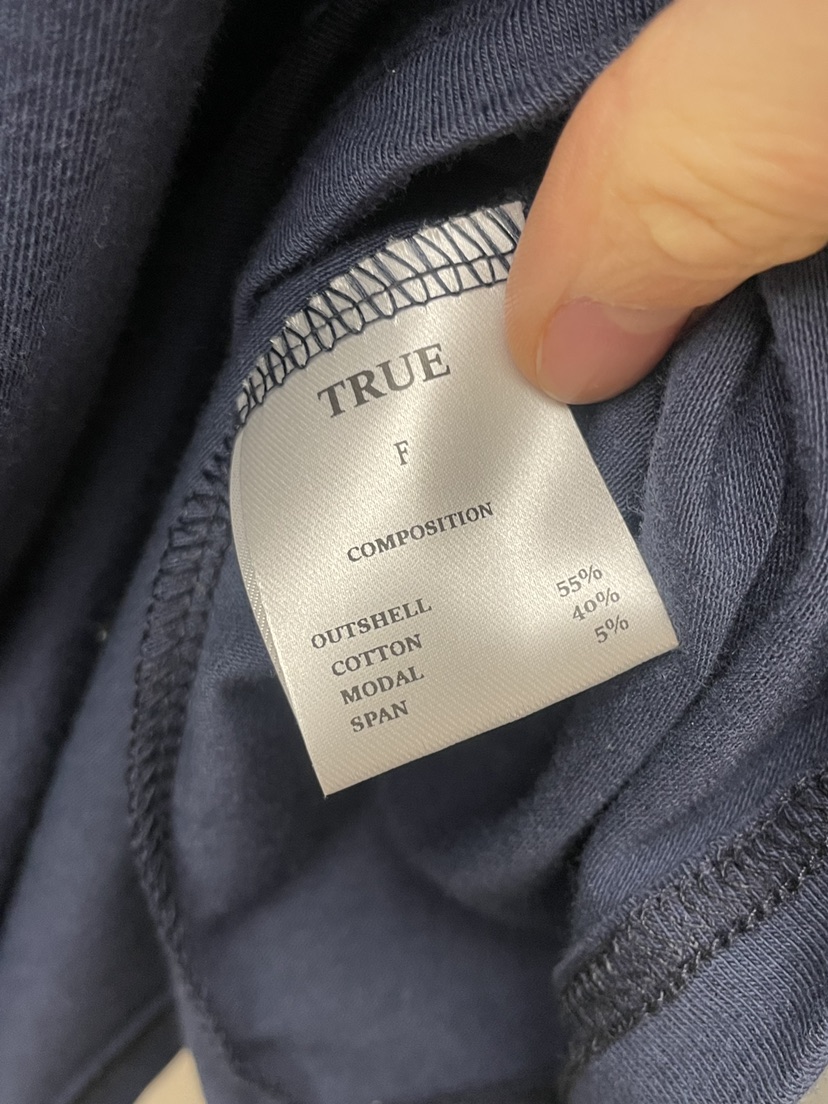 TRUE
F
COMPOSITION
OUTSHELL
COTTON 55%
MODAL 40%
SPAN 5%